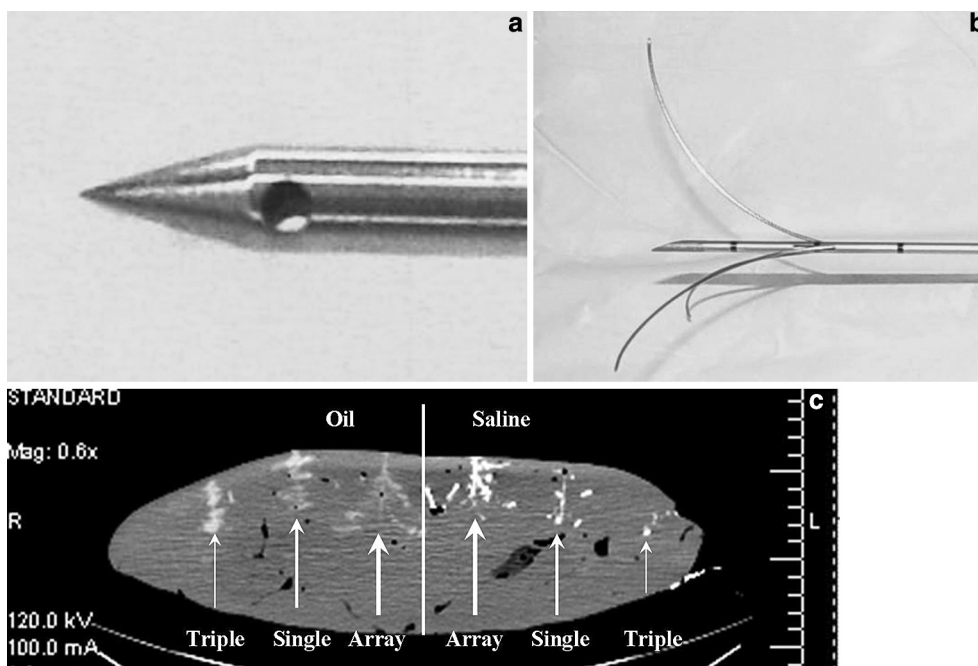 a
b
STANDARD
c
Oil
Saline
Mag: 0.6x
R
L
120.0 kV
100.0 mA
Triple
Single
Array
Array
Single
Triple